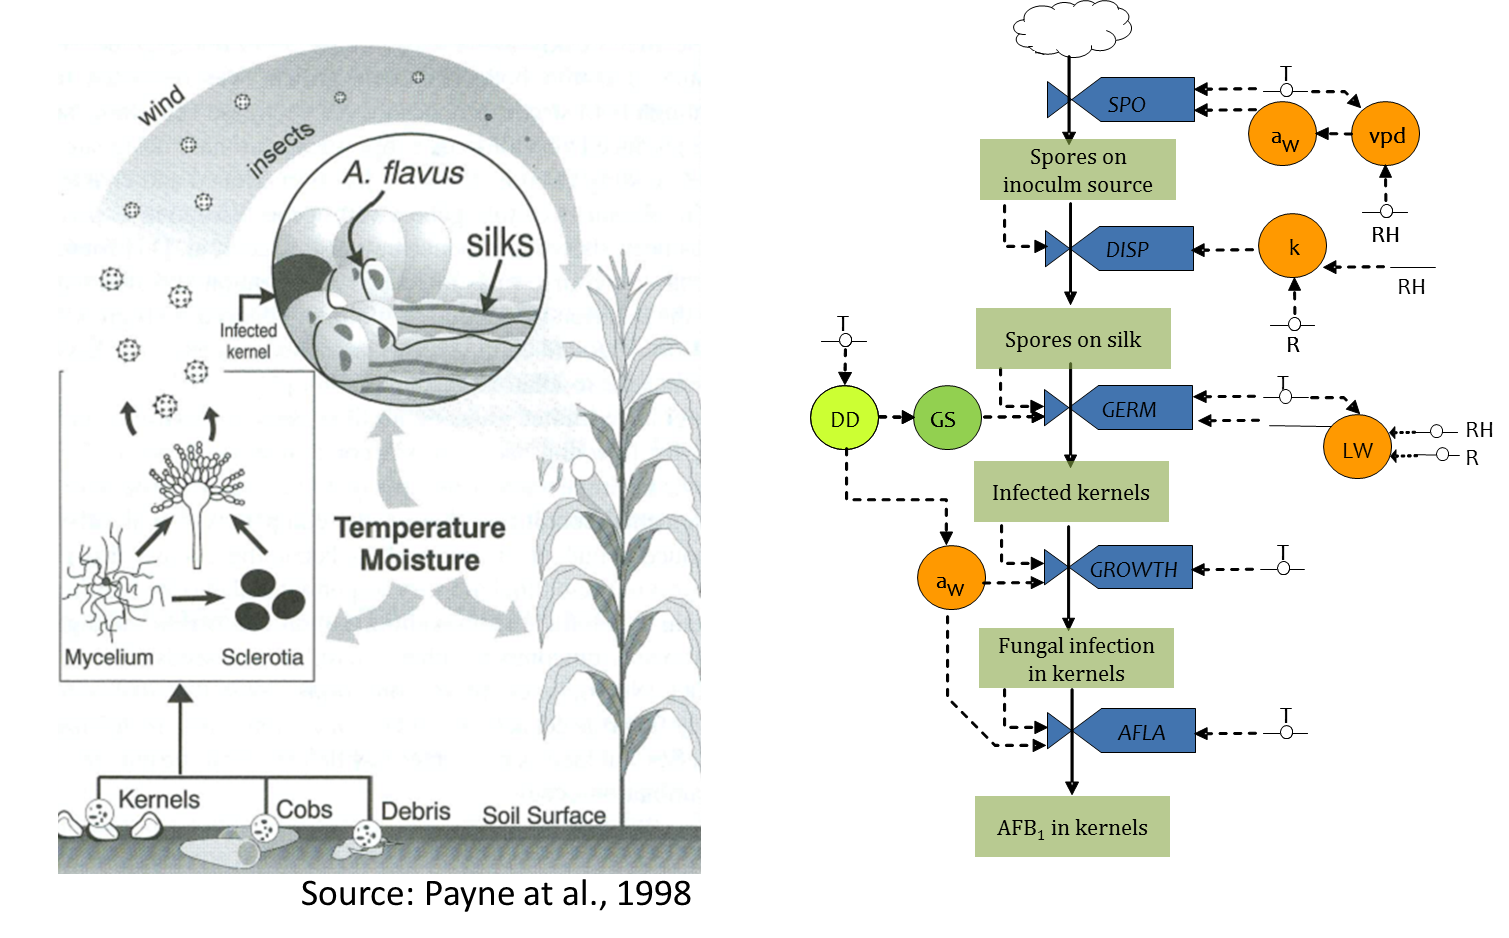 wind
insects
A. flavus
silks
Infected
kernel
Temperature
Moisture
Mycelium
Sclerotia
Kernels
Cobs
Debris
Soil Surface
Source: Payne at al., 1998
T
SPO
aw
vpd
RH
Spores on
inoculm source
DISP
k
RH
R
Spores on silk
T
DD
GS
GERM
T
LW
RH
R
Infected kernels
aw
GROWTH
T
Fungal infection
in kernels
AFLA
T
AFB1 in kernels